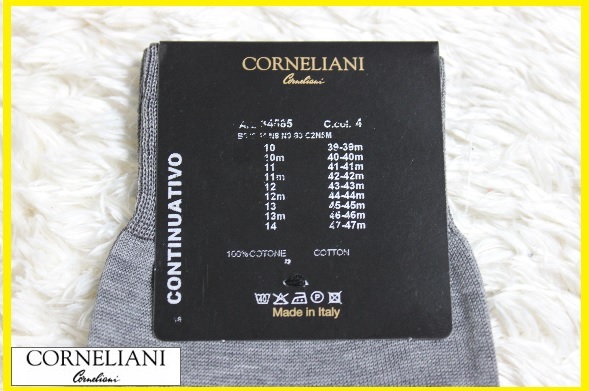 CORNELIANI
Corneliani
34585 C.col. 4
10 39-39m
10m 40-40m
11 41-41m
11m 42-42m
12 43-43m
12m 44-44m
13 45-45m
13m 46-46m
14 47-47m
CONTINUATIVO
100%COTONE COTTON
Made in Italy
CORNELIANI
Corneliani